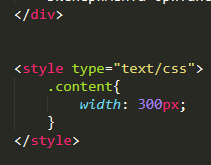 </div>
<style type="text/css">
.content{
width: 300px;
}
</style>